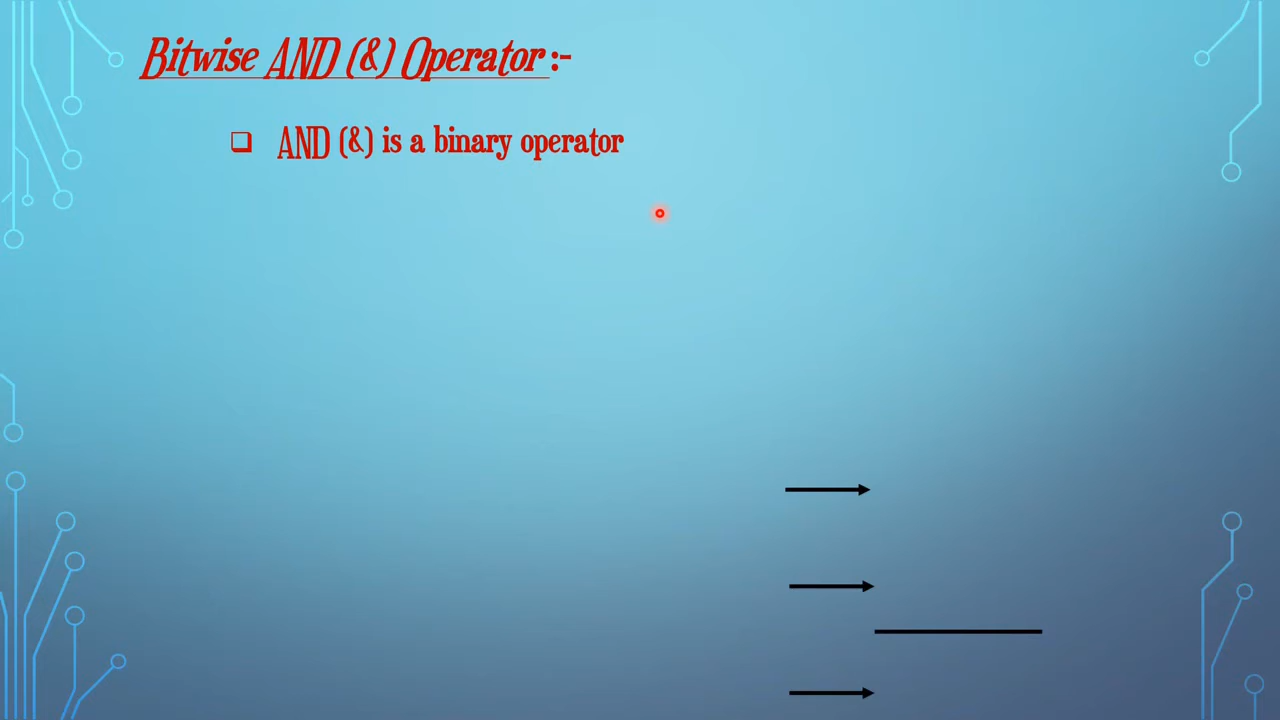 Bitwise AND (&) Operator :-
❑ AND (&) is a binary operator